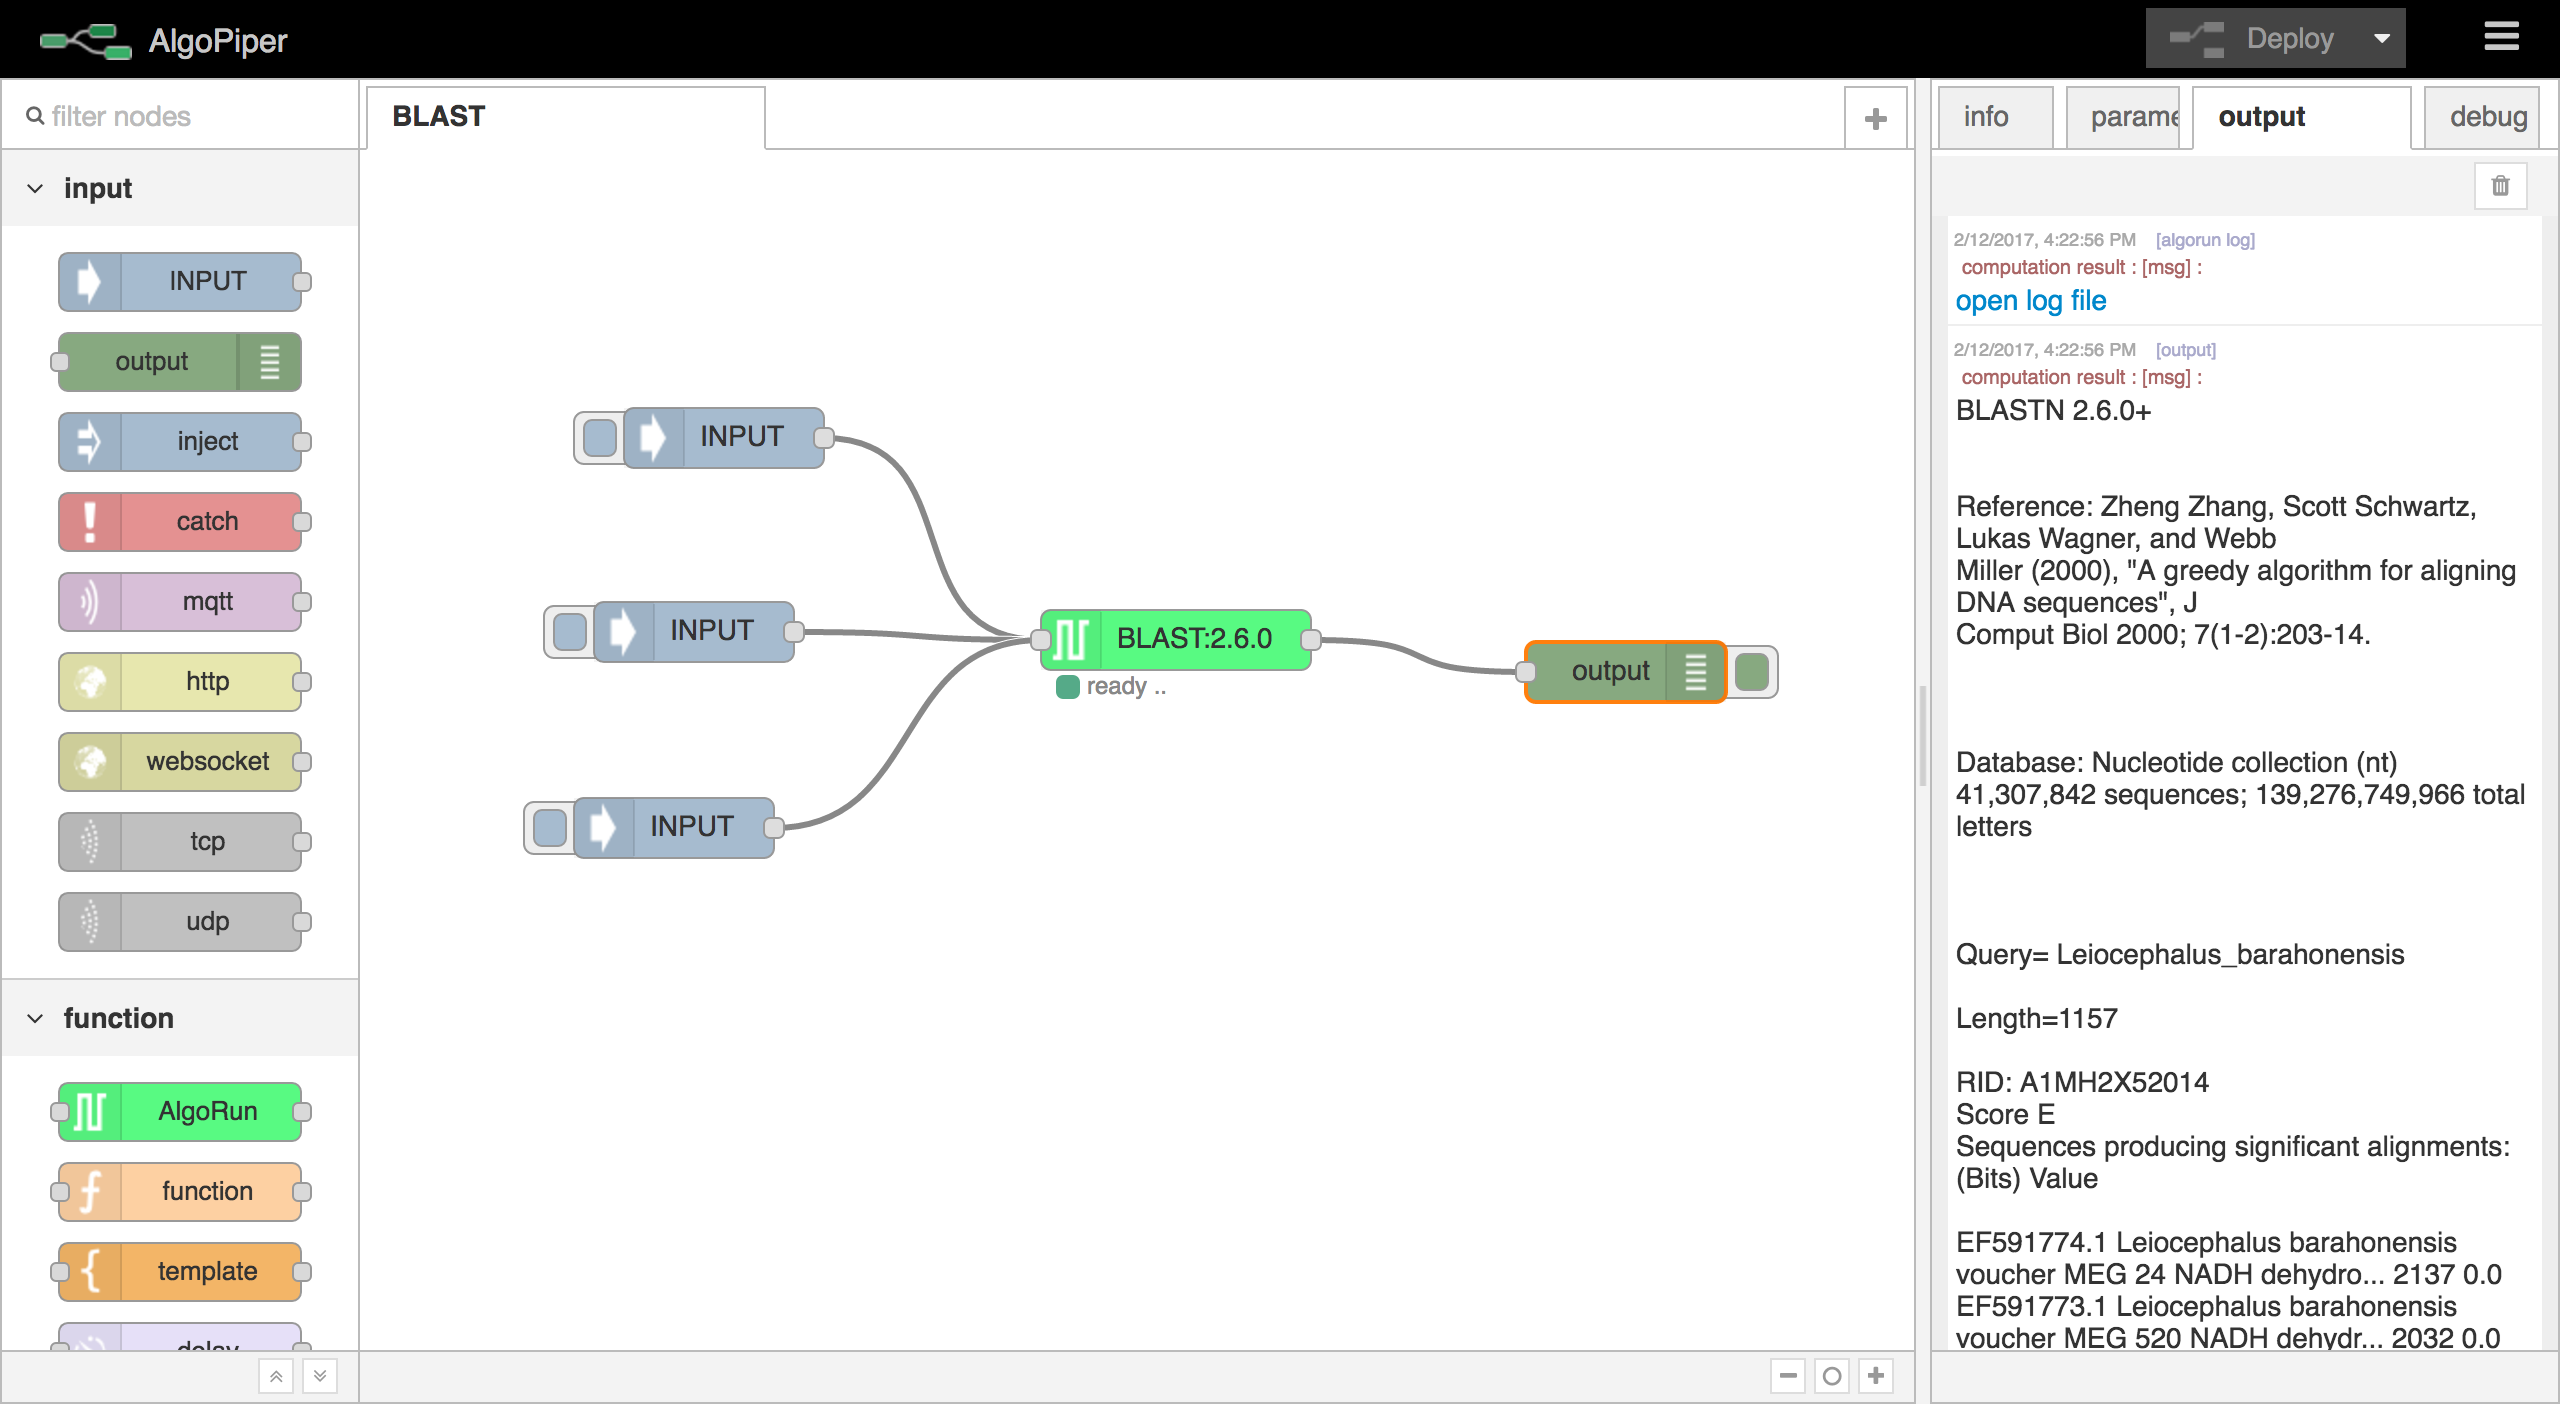 AlgoPiper
Deploy
filter nodes
input
INPUT
output
inject
catch
mqtt
http
websocket
tcp
udp
function
AlgoRun
function
template
delay
BLAST
INPUT
INPUT
INPUT
BLAST:2.6.0
ready ..
output
info
parame
output
debug
2/12/2017, 4:22:56 PM [algorun log]
computation result : [msg] :
open log file
2/12/2017, 4:22:56 PM [output]
computation result : [msg] :
BLASTN 2.6.0+
Reference: Zheng Zhang, Scott Schwartz,
Lukas Wagner, and Webb
Miller (2000), "A greedy algorithm for aligning
DNA sequences", J
Comput Biol 2000; 7(1-2):203-14.
Database: Nucleotide collection (nt)
41,307,842 sequences; 139,276,749,966 total
letters
Query= Leiocephalus_barahonensis
Length=1157
RID: A1MH2X52014
Score E
Sequences producing significant alignments:
(Bits) Value
EF591774.1 Leiocephalus barahonensis
voucher MEG 24 NADH dehydro... 2137 0.0
EF591773.1 Leiocephalus barahonensis
voucher MEG 520 NADH dehydr... 2032 0.0